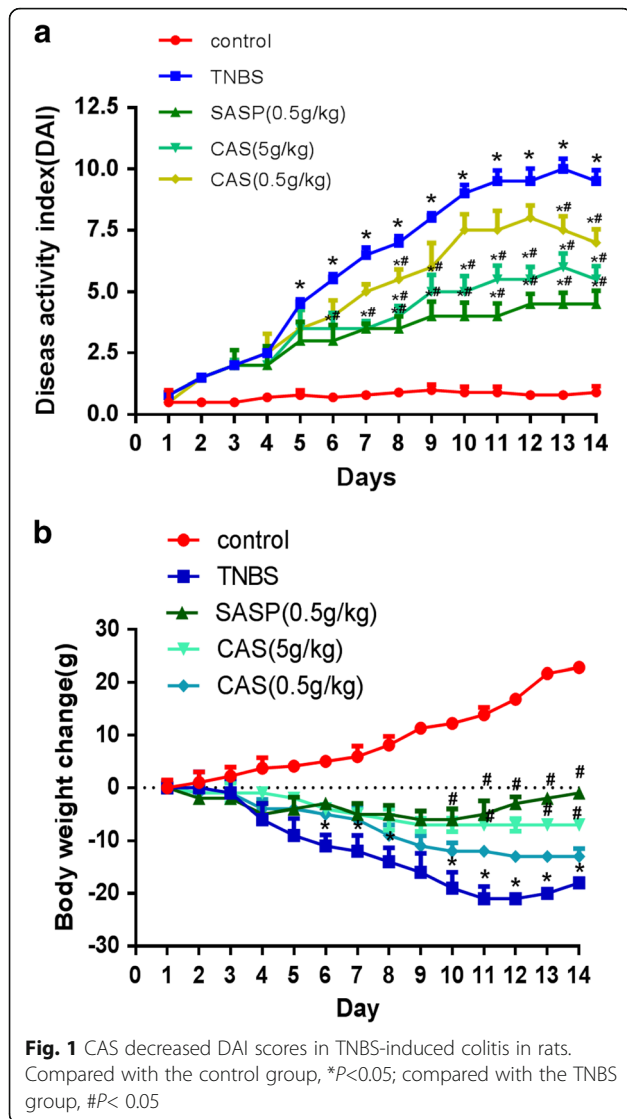 a
control
TNBS
SASP(0.5g/kg)
CAS(5g/kg)
CAS(0.5g/kg)
Diseas activity index(DAI)
12.5
10.0
7.5
5.0
2.5
0.0
* * * * * * * * * *
*# *# *#
*# *# *# *# *# *# *#
*# *# *# *# *# *# *# *# *#
0 1 2 3 4 5 6 7 8 9 10 11 12 13 14
Days
b
control
TNBS
SASP(0.5g/kg)
CAS(5g/kg)
CAS(0.5g/kg)
Body weight change(g)
30
20
10
0
-10
-20
-30
# # # # #
# # #
* * * * * * * *
0 1 2 3 4 5 6 7 8 9 10 11 12 13 14
Day
Fig. 1 CAS decreased DAI scores in TNBS-induced colitis in rats.
Compared with the control group, *P<0.05; compared with the TNBS
group, #P< 0.05